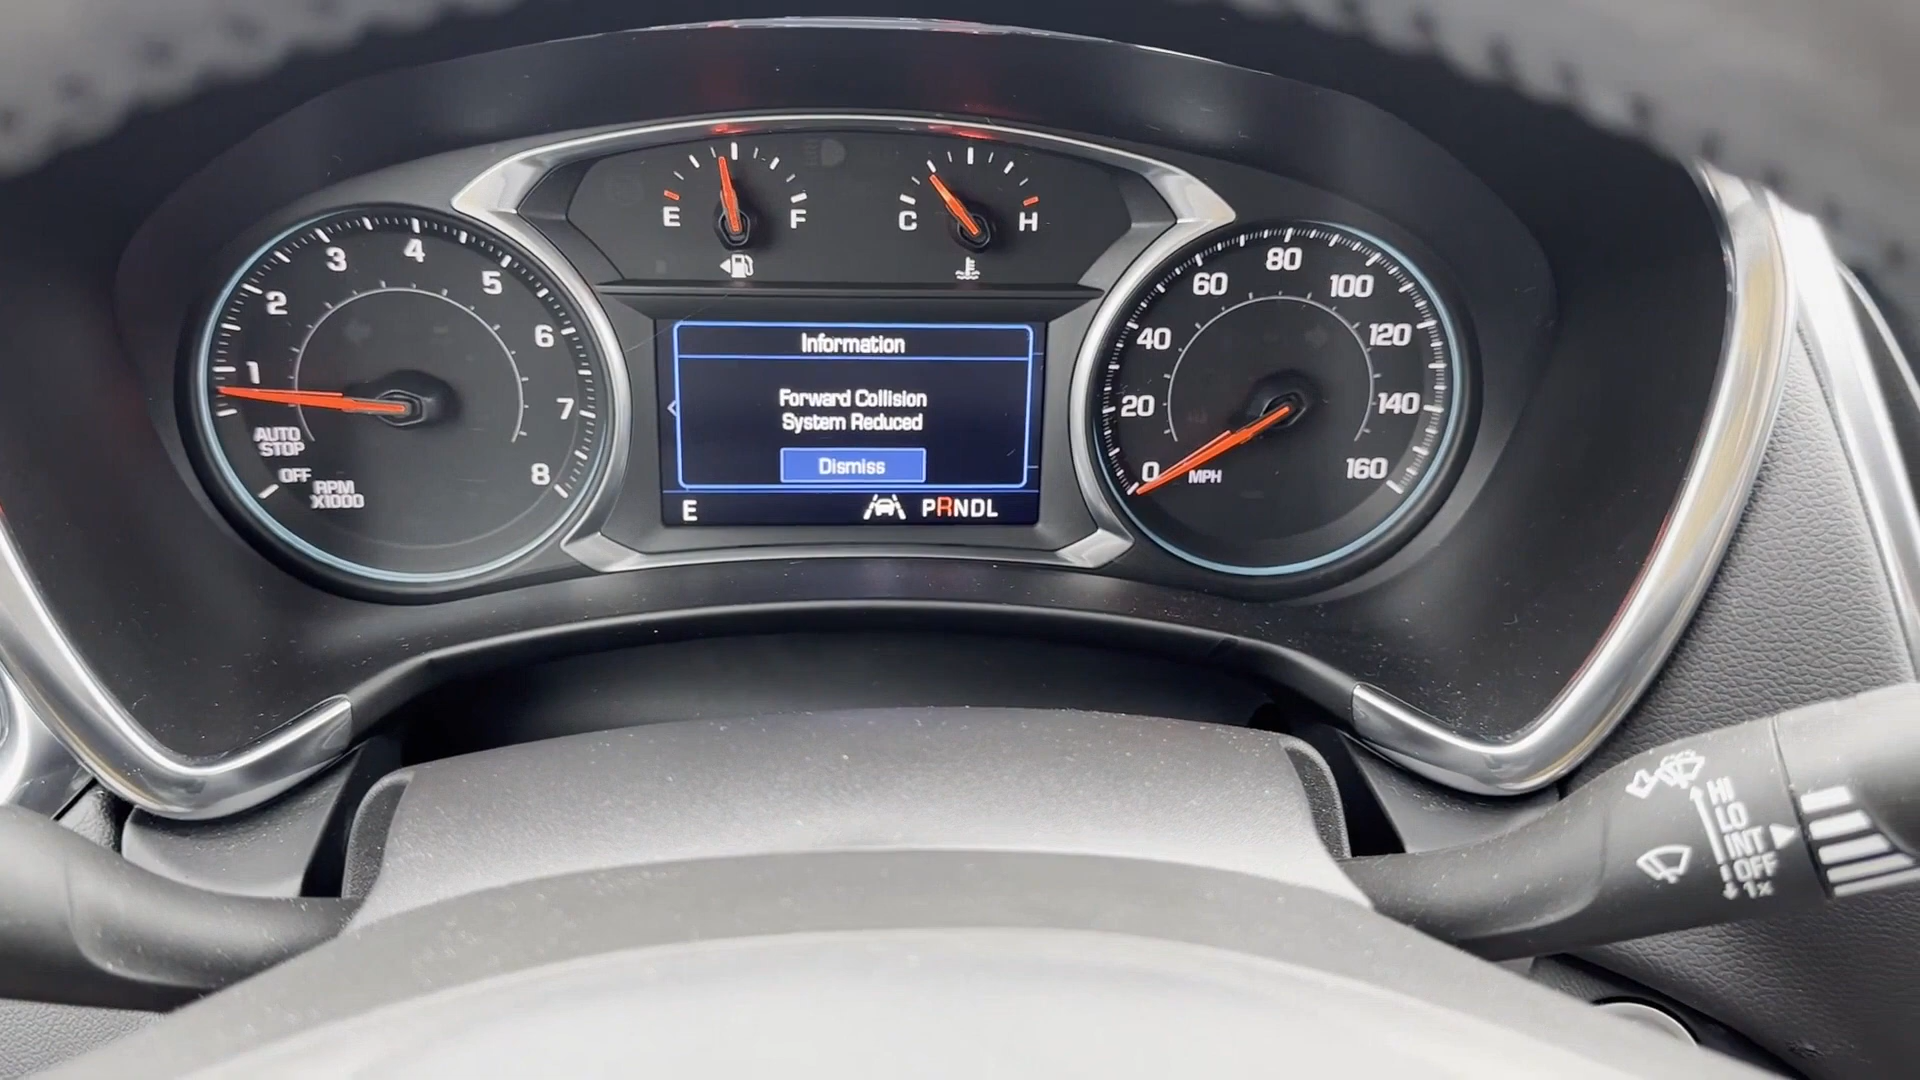 E
F
C
H
1
2
3
4
5
6
7
8
AUTO
STOP
OFF
RPM
X1000
Information
Forward Collision
System Reduced
Dismiss
E
PRNDL
0
20
40
60
80
100
120
140
160
MPH
HI
LO
INT
OFF
1x